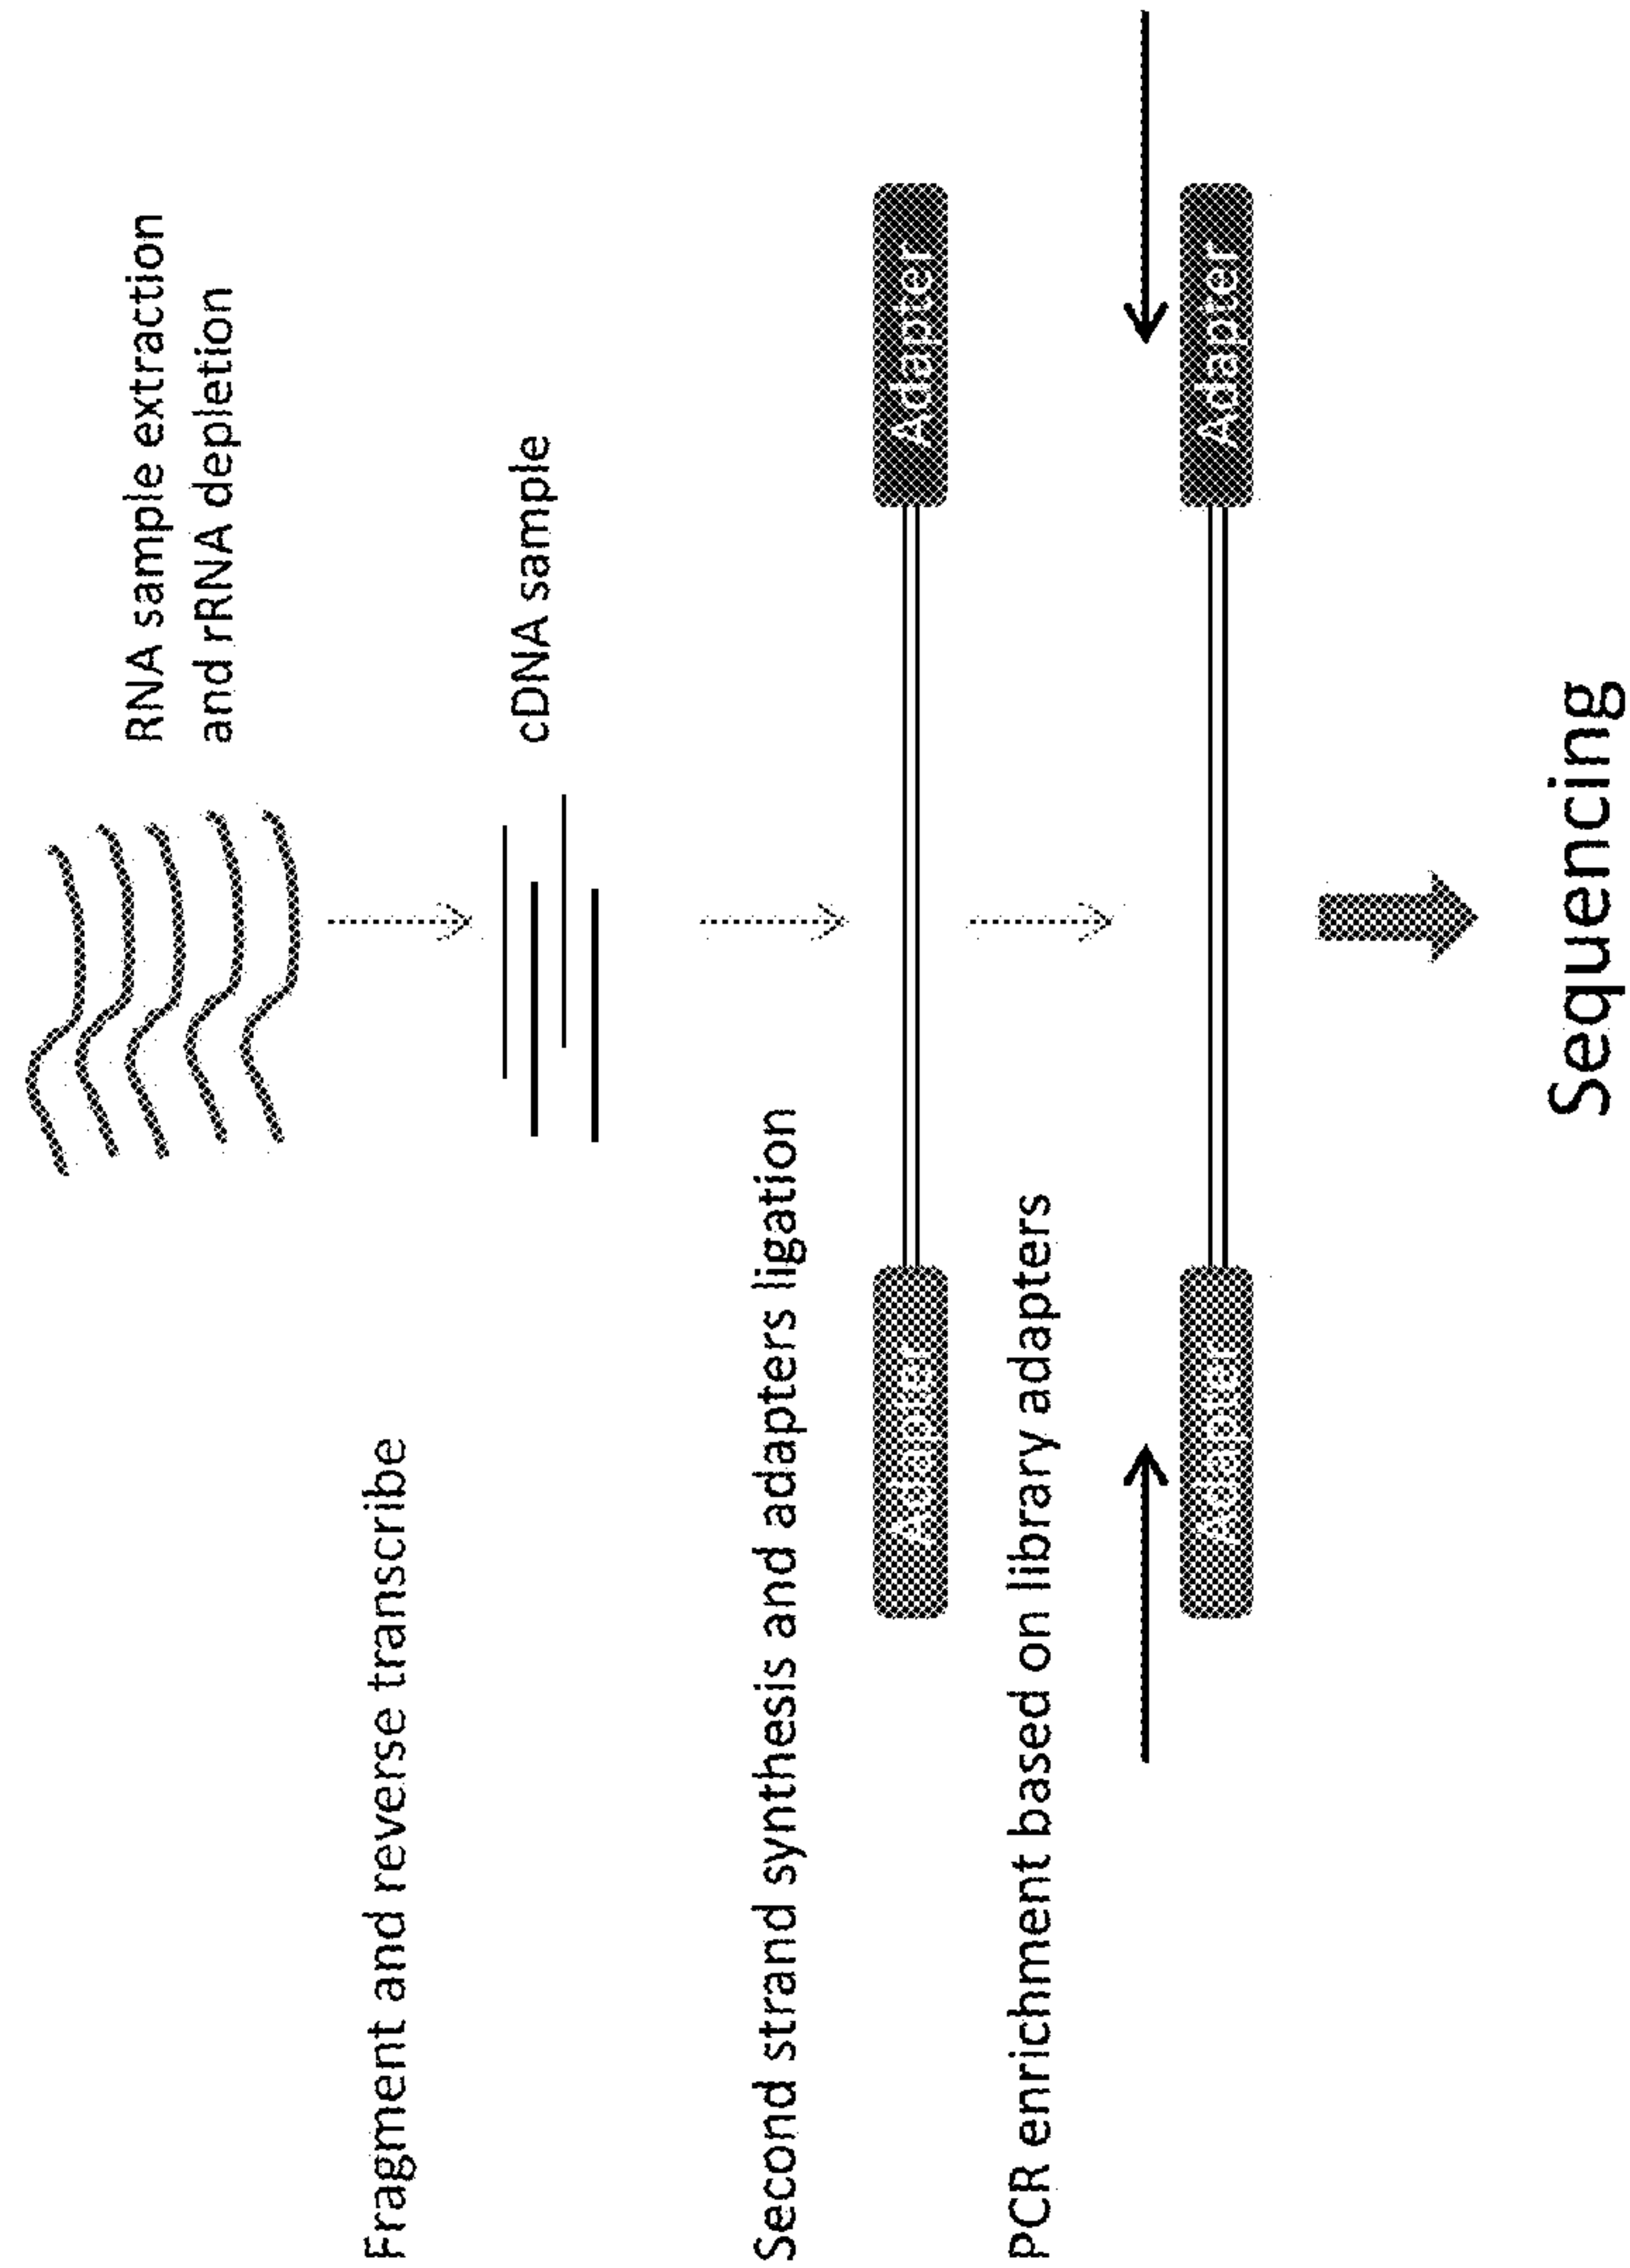 RNA sample extraction
and rRNA depletion
Fragment and reverse transcribe
cDNA sample
Second strand synthesis and adapters ligation
Adapter
Adapter
PCR enrichment based on library adapters
Adapter
Adapter
Sequencing